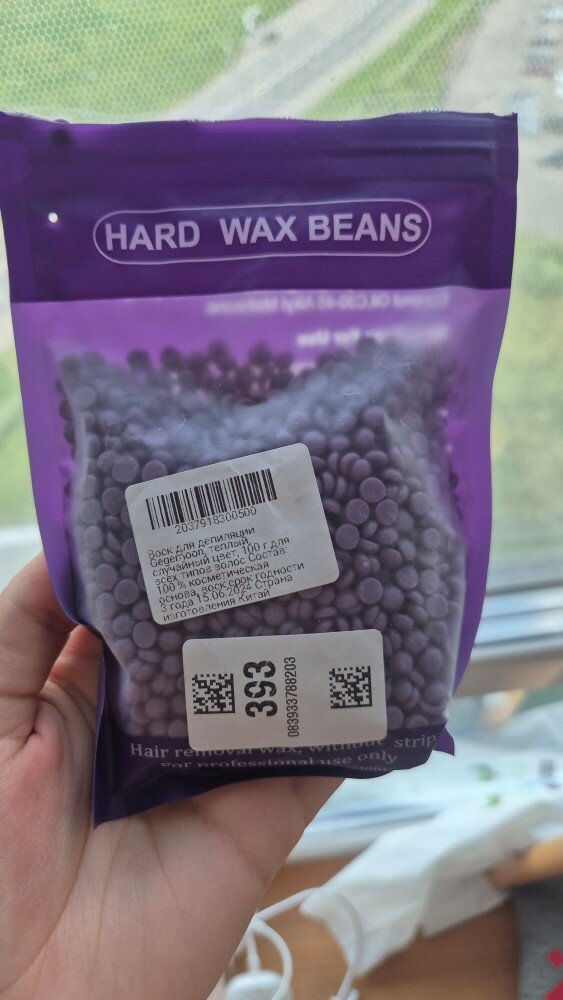 HARD WAX BEANS
2037918300500
Воск для депиляции
Gegemoon, теплый,
случайный цвет, 100 г для
всех типов волос Состав:
100 % косметическая
основа, воск срок годности
3 года 15.06.2024 Страна
изготовления Китай
393
083933788203
Hair removal wax, without strip
For professional use only